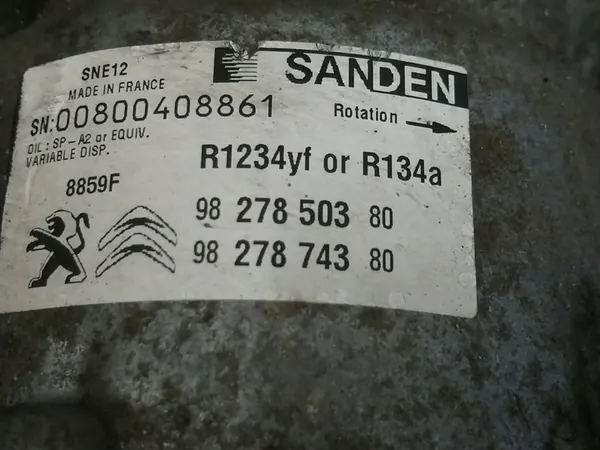 SNE12
MADE IN FRANCE
SANDEN
SN:00800408861
Rotation
OIL : SP-A2 or EQUIV.
VARIABLE DISP.
R1234yf or R134a
8859F
98 278 503 80
98 278 743 80